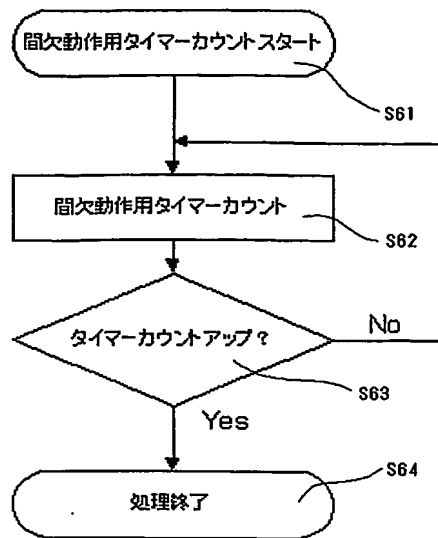 間欠動作用タイマーカウントスタート
S61
間欠動作用タイマーカウント
S62
タイマーカウントアップ?
No
S63
Yes
S64
処理終了